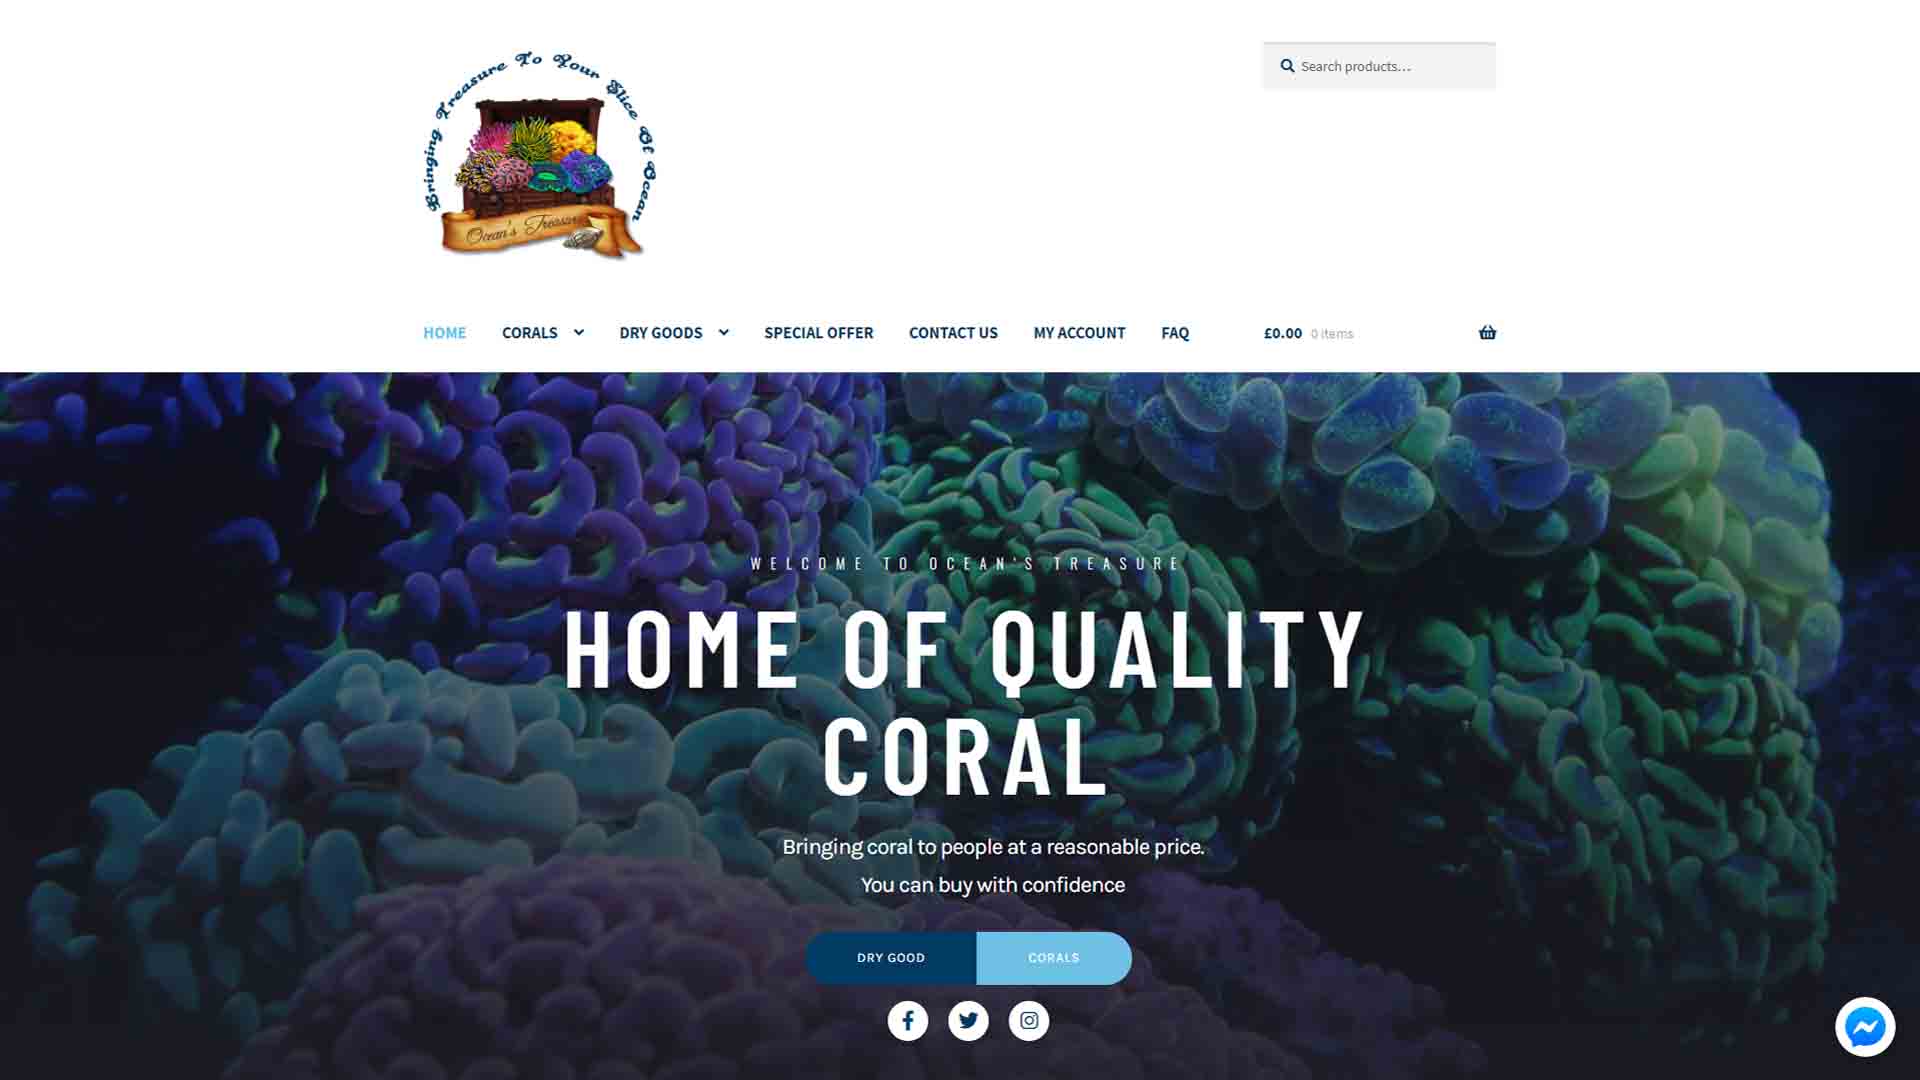 Bringing Treasure To Your Slice Of Ocean
Ocean's Treasure
Search products…
HOME CORALS DRY GOODS SPECIAL OFFER CONTACT US MY ACCOUNT FAQ £0.00 0 items
WELCOME TO OCEAN'S TREASURE
HOME OF QUALITY
CORAL
Bringing coral to people at a reasonable price.
You can buy with confidence
DRY GOOD CORALS